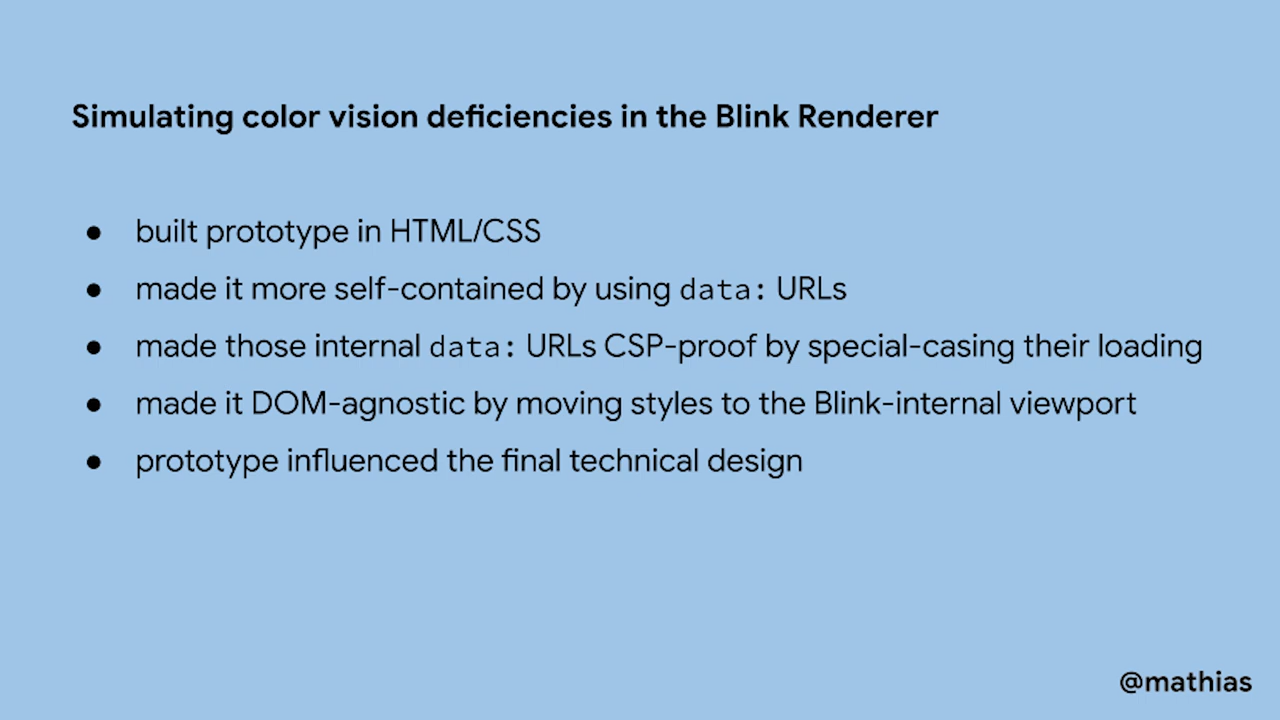 Simulating color vision deficiencies in the Blink Renderer
● built prototype in HTML/CSS
● made it more self-contained by using data: URLs
● made those internal data: URLs CSP-proof by special-casing their loading
● made it DOM-agnostic by moving styles to the Blink-internal viewport
● prototype influenced the final technical design
@mathias